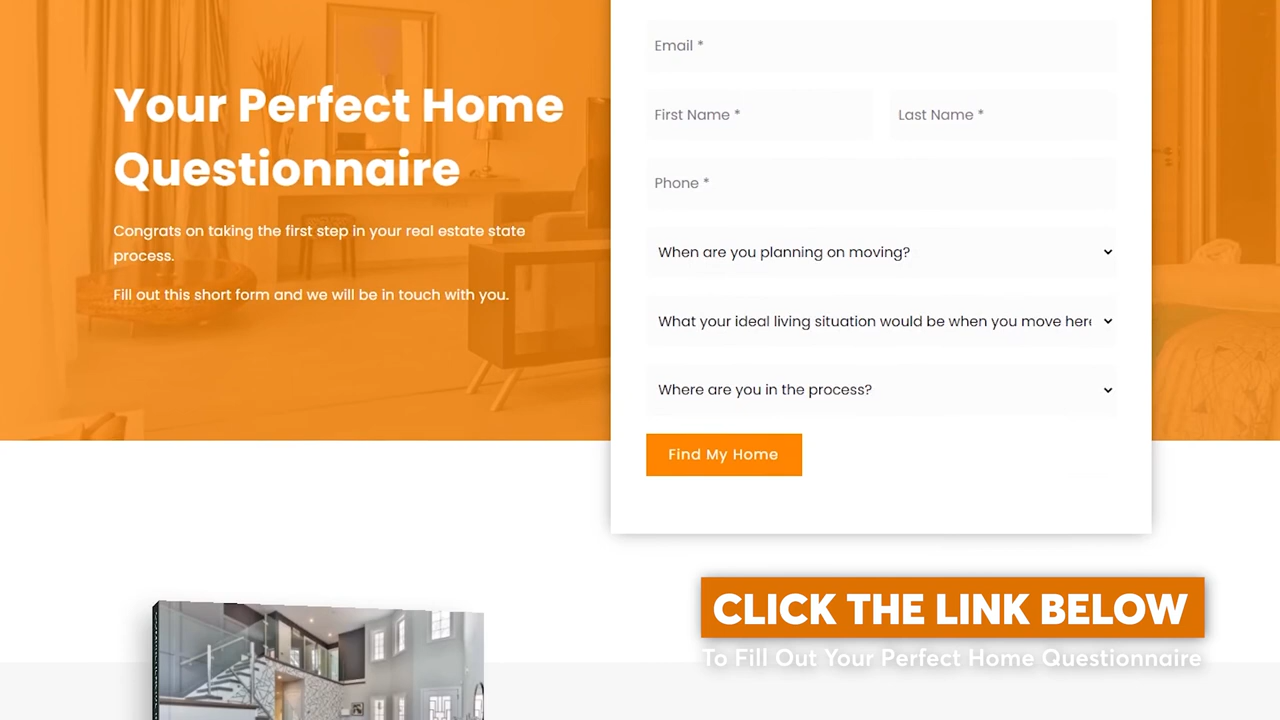 Your Perfect Home
Questionnaire
Congrats on taking the first step in your real estate state
process.
Fill out this short form and we will be in touch with you.
Email *
First Name *
Last Name *
Phone *
When are you planning on moving?
What your ideal living situation would be when you move here
Where are you in the process?
Find My Home
CLICK THE LINK BELOW
To Fill Out Your Perfect Home Questionnaire